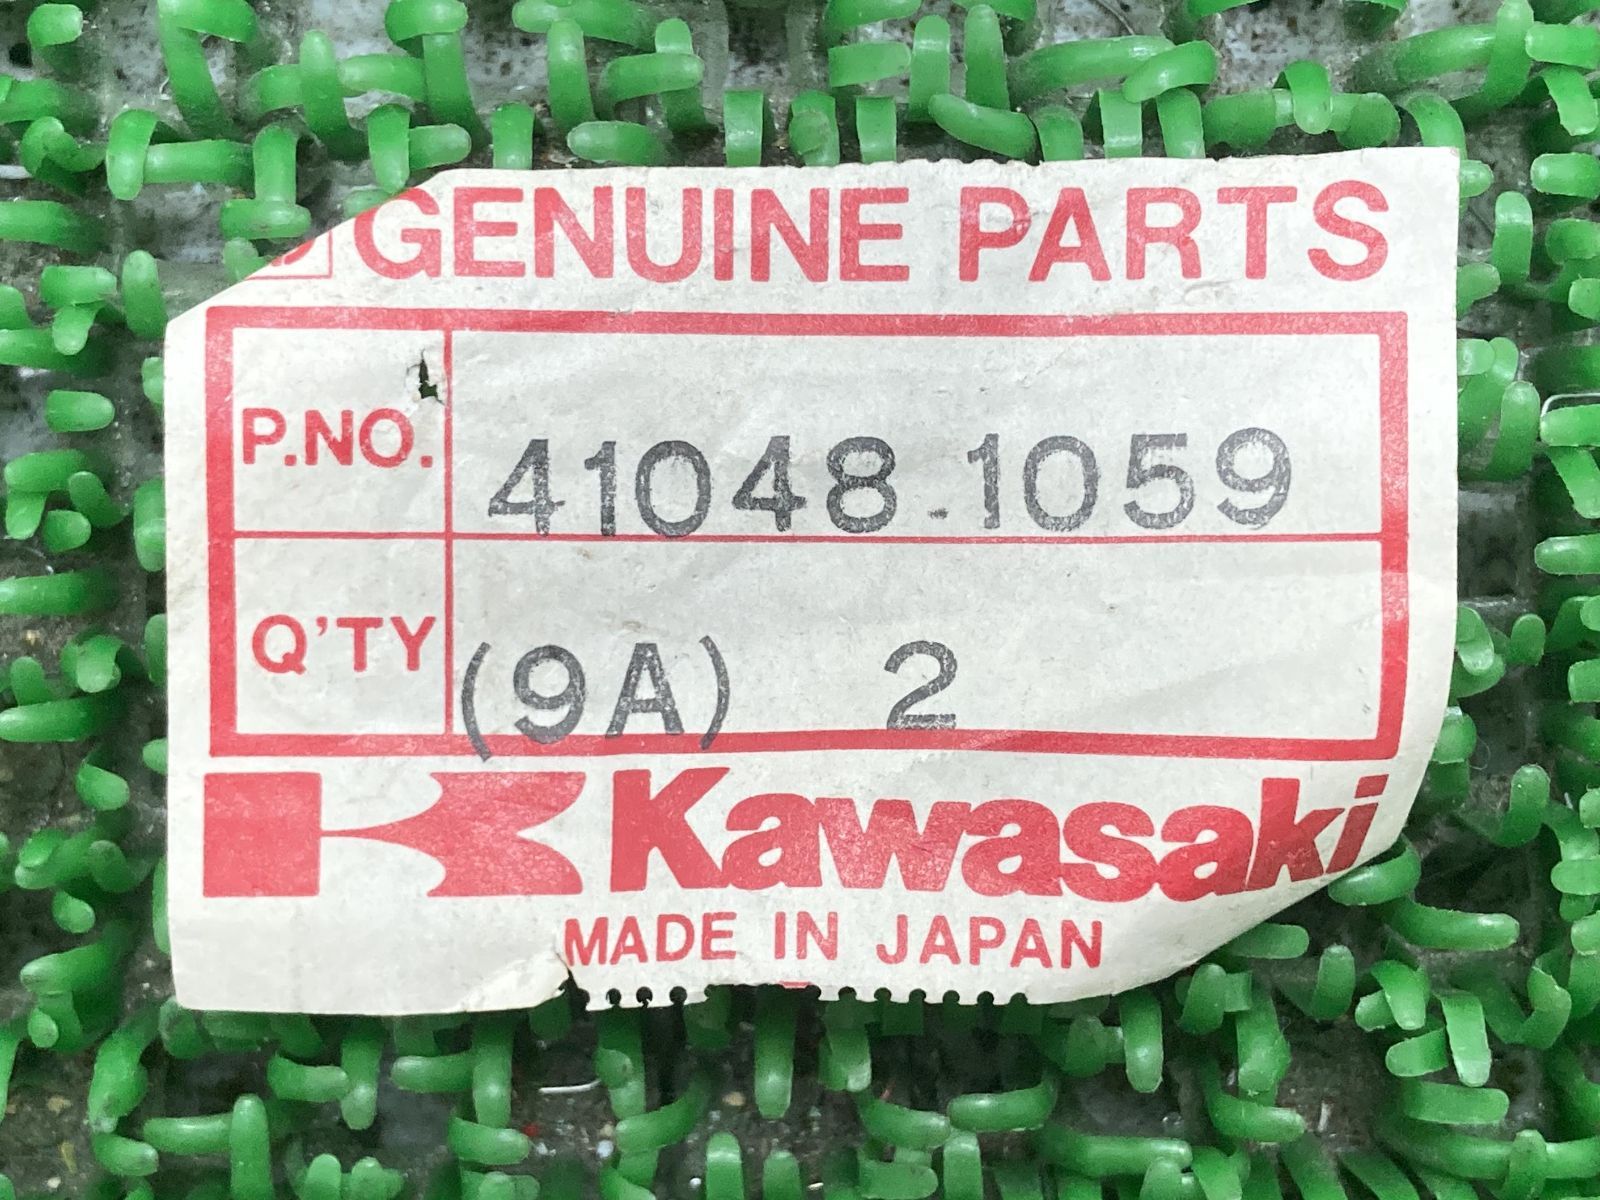 GENUINE PARTS
P.NO. 41048-1059
Q'TY (9A) 2
Kawasaki
MADE IN JAPAN